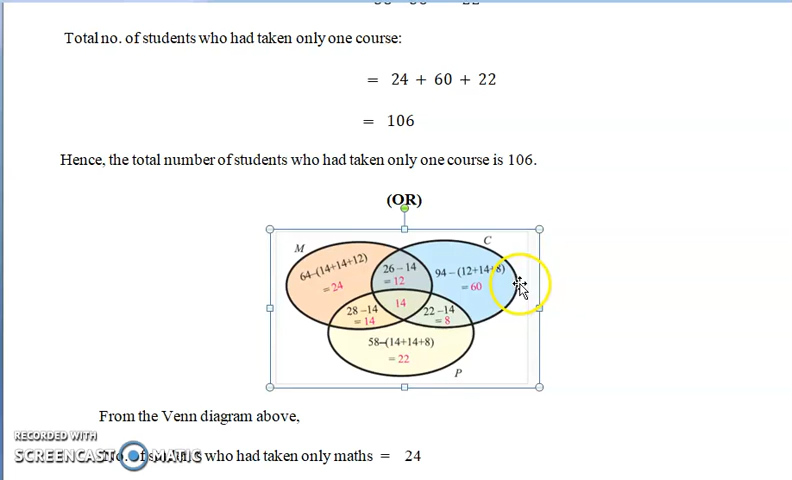 Total no. of students who had taken only one course:
= 24 + 60 + 22
= 106
Hence, the total number of students who had taken only one course is 106.
(OR)
M
C
64–(14+14+12)
= 24
26 – 14
= 12
94 – (12+14+8)
= 60
14
28 –14
= 14
22 –14
= 8
58–(14+14+8)
= 22
P
From the Venn diagram above,
RECORDED WITH
SCREENCAST MATIC
No. of who had taken only maths = 24